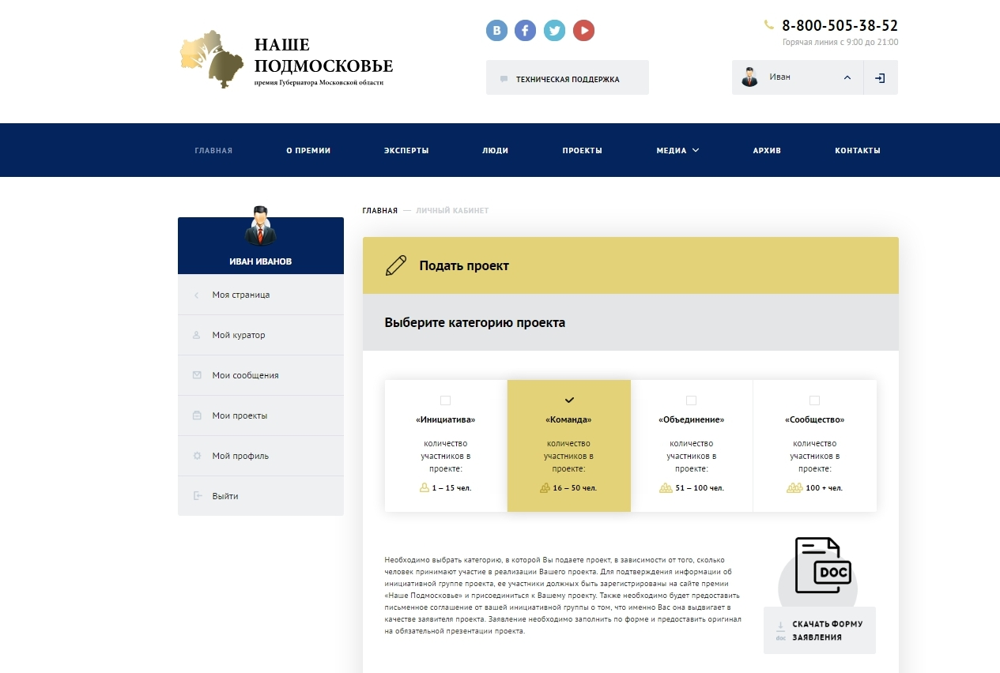 НАШЕ
ПОДМОСКОВЬЕ
премия Губернатора Московской области
B
f
8-800-505-38-52
Горячая линия с 9:00 до 21:00
ТЕХНИЧЕСКАЯ ПОДДЕРЖКА
Иван
ГЛАВНАЯ О ПРЕМИИ ЭКСПЕРТЫ ЛЮДИ ПРОЕКТЫ МЕДИА АРХИВ КОНТАКТЫ
ИВАН ИВАНОВ
Моя страница
Мой куратор
Мои сообщения
Мои проекты
Мой профиль
Выйти
ГЛАВНАЯ — ЛИЧНЫЙ КАБИНЕТ
Подать проект
Выберите категорию проекта
«Инициатива»
количество
участников в
проекте:
1 – 15 чел.
«Команда»
количество
участников в
проекте:
16 – 50 чел.
«Объединение»
количество
участников в
проекте:
51 – 100 чел.
«Сообщество»
количество
участников в
проекте:
100 + чел.
Необходимо выбрать категорию, в которой Вы подаете проект, в зависимости от того, сколько
человек принимают участие в реализации Вашего проекта. Для подтверждения информации об
инициативной группе проекта, ее участники должных быть зарегистрированы на сайте премии
«Наше Подмосковье» и присоединиться к Вашему проекту. Также необходимо будет предоставить
письменное соглашение от вашей инициативной группы о том, что именно Вас она выдвигает в
качестве заявителя проекта. Заявление необходимо заполнить по форме и предоставить оригинал
на обязательной презентации проекта.
DOC
doc
СКАЧАТЬ ФОРМУ
ЗАЯВЛЕНИЯ